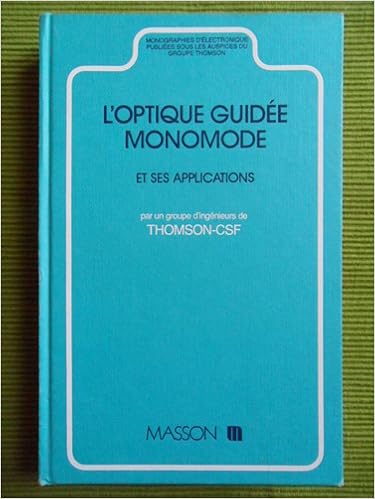 MONOGRAPHIES D'ÉLECTRONIQUE
PUBLIÉES SOUS LES AUSPICES DU
GROUPE THOMSON
L'OPTIQUE GUIDÉE
MONOMODE
ET SES APPLICATIONS
par un groupe d'ingénieurs de
THOMSON-CSF
MASSON m